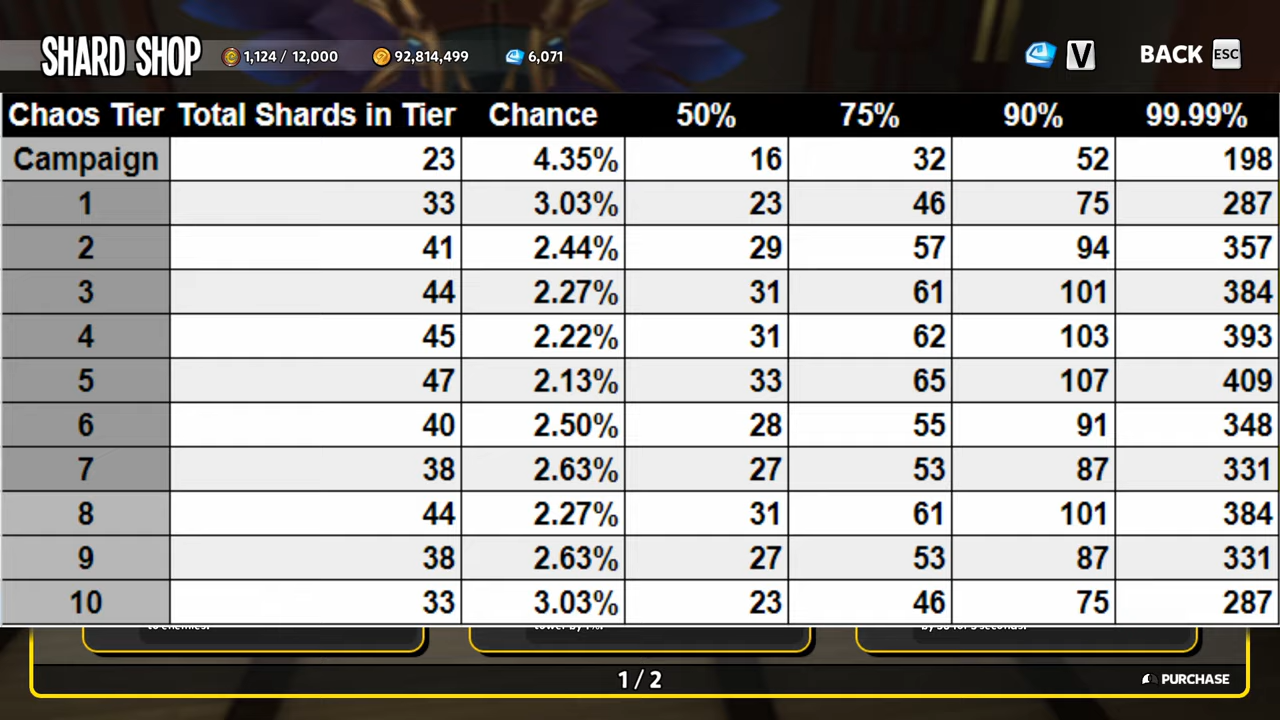 SHARD SHOP 1,124 / 12,000 92,814,499 6,071 V BACK ESC
Chaos Tier Total Shards in Tier Chance 50% 75% 90% 99.99%
Campaign 23 4.35% 16 32 52 198
1 33 3.03% 23 46 75 287
2 41 2.44% 29 57 94 357
3 44 2.27% 31 61 101 384
4 45 2.22% 31 62 103 393
5 47 2.13% 33 65 107 409
6 40 2.50% 28 55 91 348
7 38 2.63% 27 53 87 331
8 44 2.27% 31 61 101 384
9 38 2.63% 27 53 87 331
10 33 3.03% 23 46 75 287
1 / 2 PURCHASE